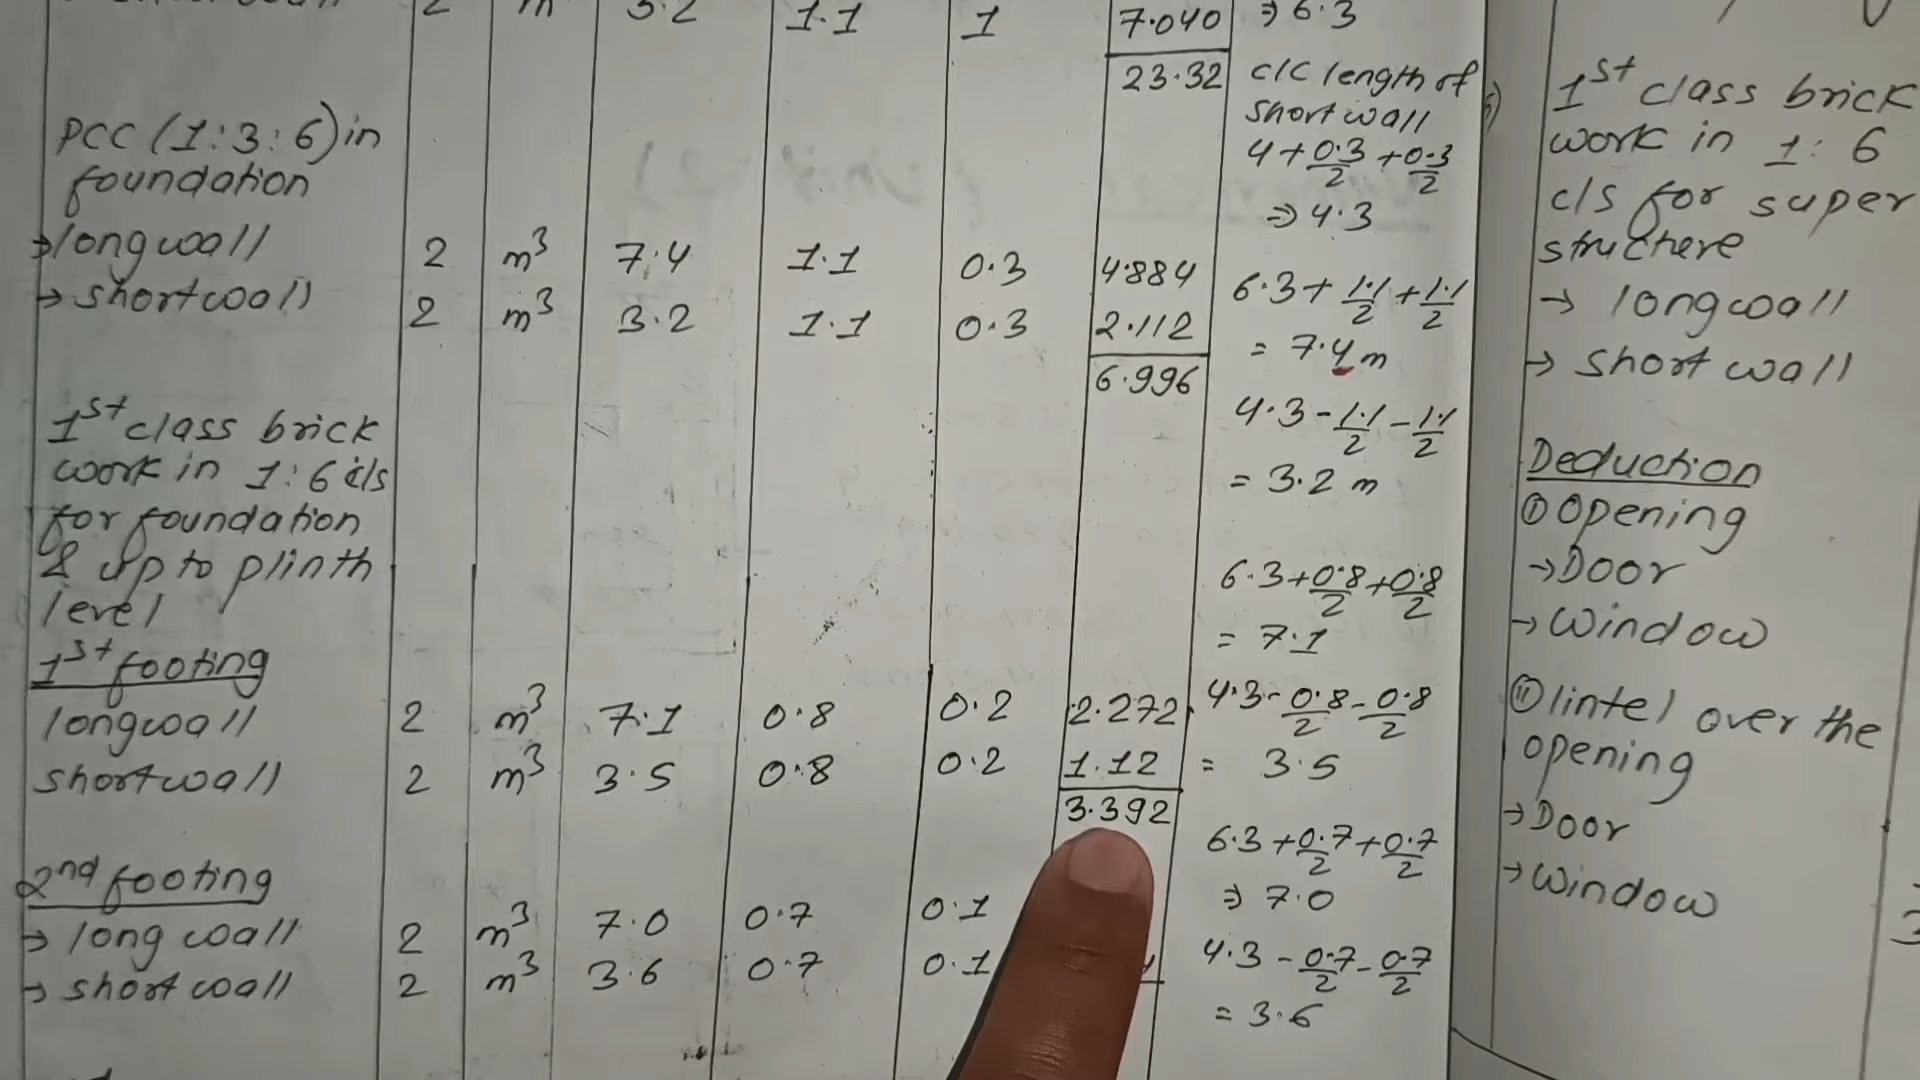 2 m 3.2 1.1 1 7.040 ⇒ 6.3
23.32
c/c length of
short wall
4 + 0.3/2 + 0.3/2
⇒ 4.3
PCC (1:3:6) in
foundation
→ long wall 2 m³ 7.4 1.1 0.3 4.884
→ short wall 2 m³ 3.2 1.1 0.3 2.112
6.996
6.3 + 1.1/2 + 1.1/2
= 7.4 m
4.3 - 1.1/2 - 1.1/2
= 3.2 m
1st class brick
work in 1:6 c/s
for foundation
& up to plinth
level
1st footing
long wall 2 m³ 7.1 0.8 0.2 2.272
short wall 2 m³ 3.5 0.8 0.2 1.12
3.392
6.3 + 0.8/2 + 0.8/2
= 7.1
4.3 - 0.8/2 - 0.8/2
= 3.5
2nd footing
→ long wall 2 m³ 7.0 0.7 0.1
→ short wall 2 m³ 3.6 0.7 0.1
6.3 + 0.7/2 + 0.7/2
⇒ 7.0
4.3 - 0.7/2 - 0.7/2
= 3.6
1st class brick
work in 1:6
c/s for super
structere
→ long wall
→ short wall
Deduction
(i) Opening
→ Door
→ Window
(ii) lintel over the
opening
→ Door
→ Window